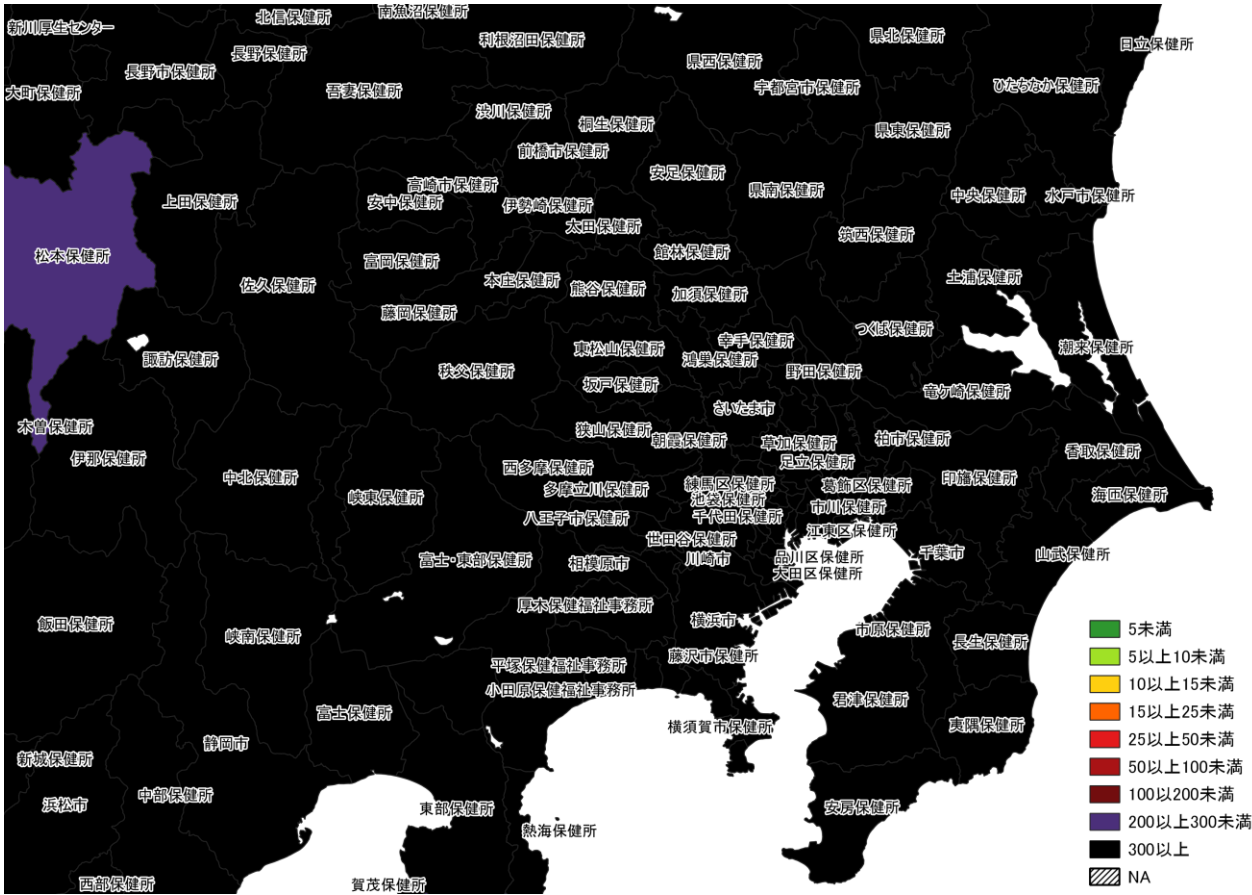 新川厚生センター
北信保健所
南魚沼保健所
利根沼田保健所
県北保健所
日立保健所
長野保健所
長野市保健所
県西保健所
宇都宮市保健所
ひたちなか保健所
大町保健所
吾妻保健所
渋川保健所
桐生保健所
県東保健所
前橋市保健所
安足保健所
高崎市保健所
県南保健所
上田保健所
安中保健所
伊勢崎保健所
中央保健所
水戸市保健所
太田保健所
筑西保健所
松本保健所
館林保健所
富岡保健所
佐久保健所
本庄保健所
熊谷保健所
加須保健所
土浦保健所
藤岡保健所
つくば保健所
幸手保健所
東松山保健所
鴻巣保健所
潮来保健所
諏訪保健所
秩父保健所
坂戸保健所
野田保健所
竜ケ崎保健所
さいたま市
木曽保健所
狭山保健所
朝霞保健所
草加保健所
柏市保健所
香取保健所
伊那保健所
足立保健所
中北保健所
西多摩保健所
印旛保健所
峡東保健所
多摩立川保健所
練馬区保健所
葛飾区保健所
海匝保健所
池袋保健所
市川保健所
八王子市保健所
千代田保健所
江東区保健所
世田谷保健所
富士・東部保健所
相模原市
川崎市
品川区保健所
千葉市
山武保健所
大田区保健所
厚木保健福祉事務所
横浜市
飯田保健所
峡南保健所
市原保健所
長生保健所
藤沢市保健所
平塚保健福祉事務所
小田原保健福祉事務所
君津保健所
富士保健所
横須賀市保健所
夷隅保健所
静岡市
新城保健所
中部保健所
浜松市
東部保健所
安房保健所
熱海保健所
西部保健所
賀茂保健所
5未満
5以上10未満
10以上15未満
15以上25未満
25以上50未満
50以上100未満
100以200未満
200以上300未満
300以上
NA